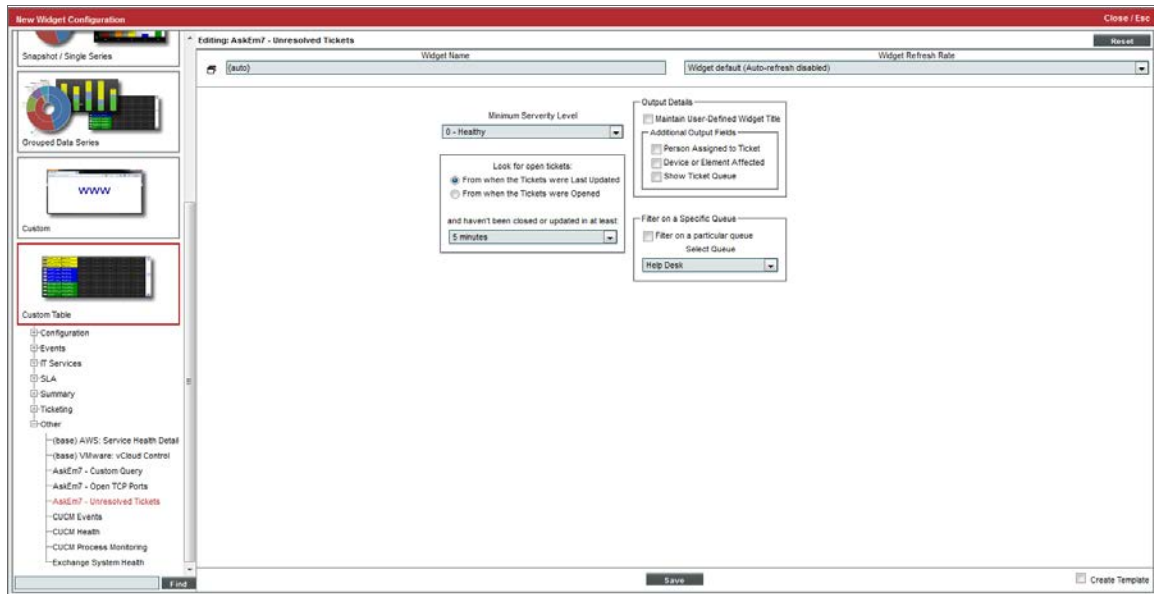 New Widget Configuration
Close / Esc
Snapshot / Single Series
Grouped Data Series
www
Custom
Custom Table
Configuration
Events
IT Services
SLA
Summary
Ticketing
Other
(base) AWS: Service Health Detail
(base) VMware: vCloud Control
AskEm7 - Custom Query
AskEm7 - Open TCP Ports
AskEm7 - Unresolved Tickets
CUCM Events
CUCM Health
CUCM Process Monitoring
Exchange System Health
Find
Editing: AskEm7 - Unresolved Tickets
Reset
Widget Name
Widget Refresh Rate
(auto)
Widget default (Auto-refresh disabled)
Minimum Serverity Level
0 - Healthy
Look for open tickets:
From when the Tickets were Last Updated
From when the Tickets were Opened
and haven't been closed or updated in at least:
5 minutes
Output Details
Maintain User-Defined Widget Title
Additional Output Fields
Person Assigned to Ticket
Device or Element Affected
Show Ticket Queue
Filter on a Specific Queue
Filter on a particular queue
Select Queue
Help Desk
Save
Create Template